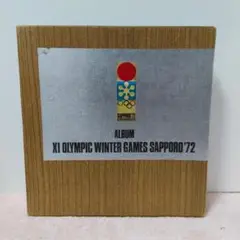 ALBUM
XI OLYMPIC WINTER GAMES SAPPORO'72